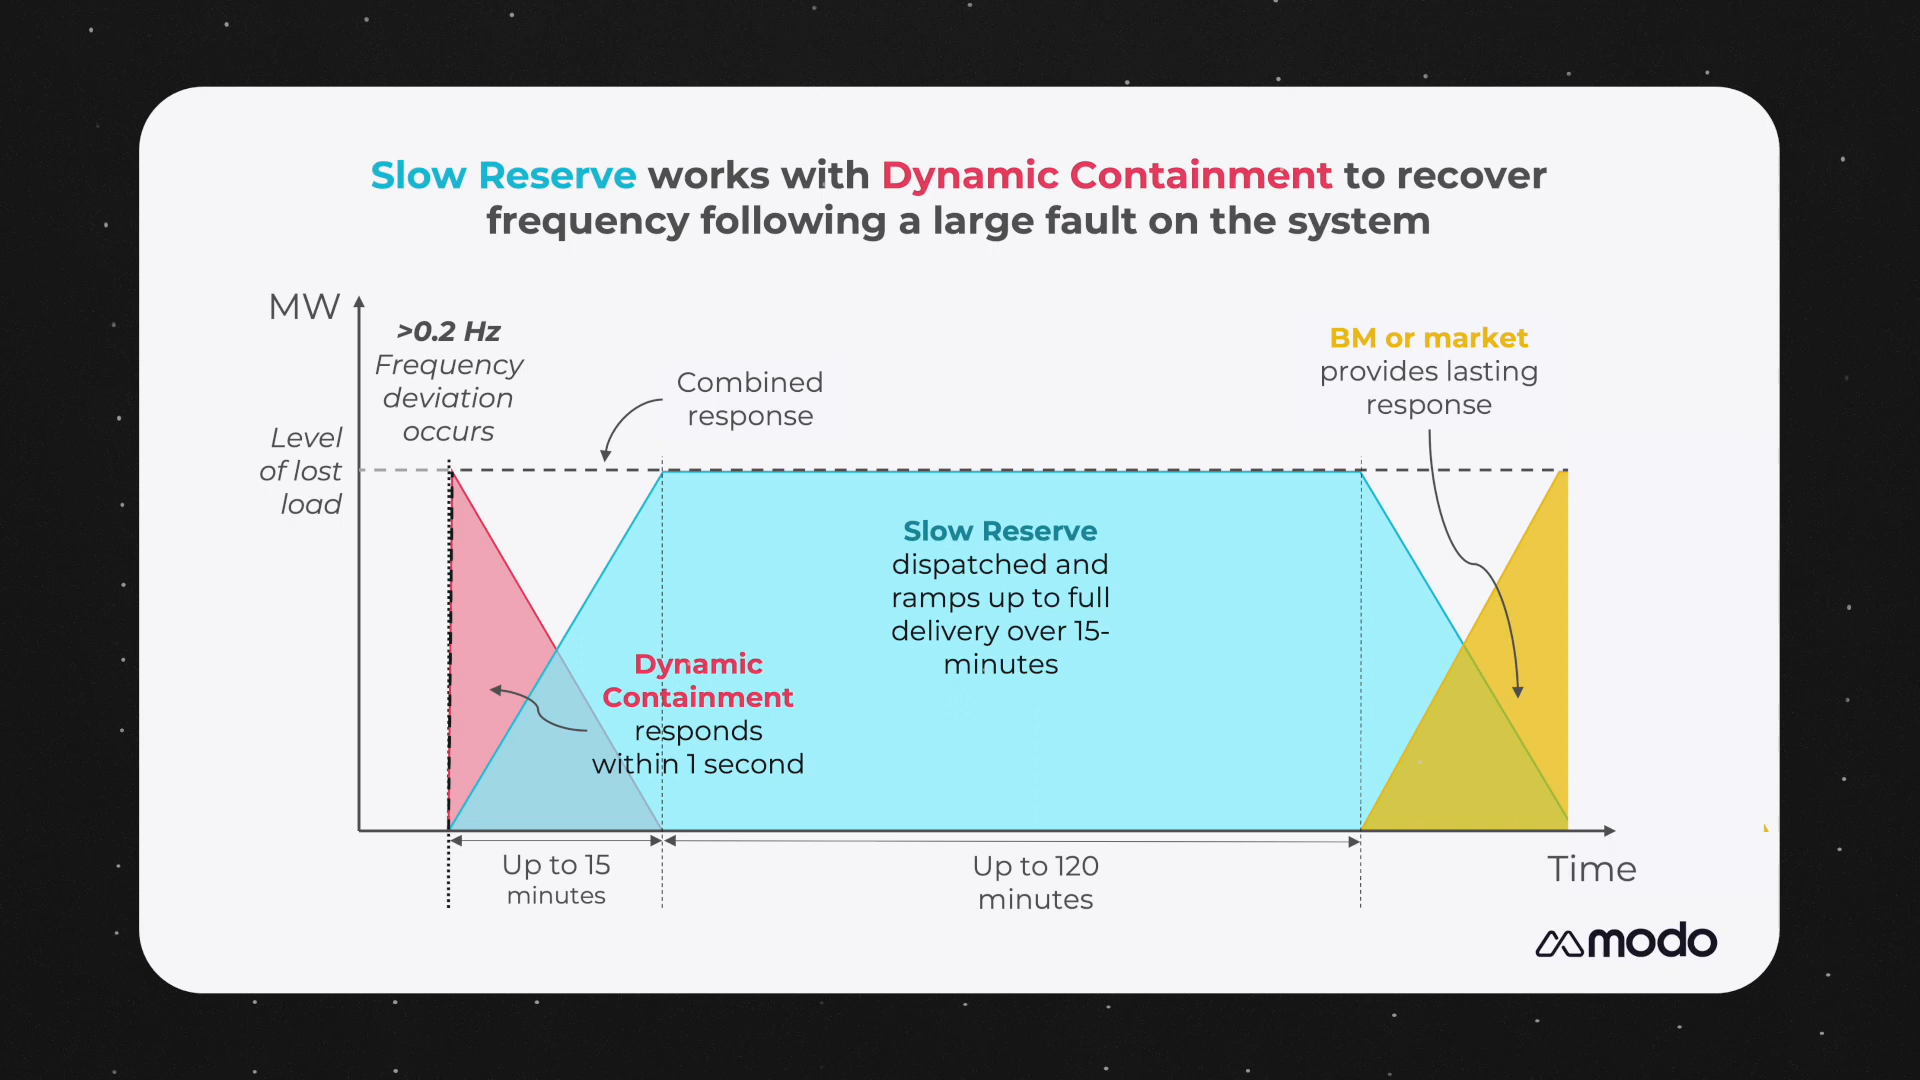 Slow Reserve works with Dynamic Containment to recover
frequency following a large fault on the system
MW
>0.2 Hz
Frequency
deviation
occurs
Level
of lost
load
Combined
response
BM or market
provides lasting
response
Slow Reserve
dispatched and
ramps up to full
delivery over 15-
minutes
Dynamic
Containment
responds
within 1 second
Up to 15
minutes
Up to 120
minutes
Time
modo